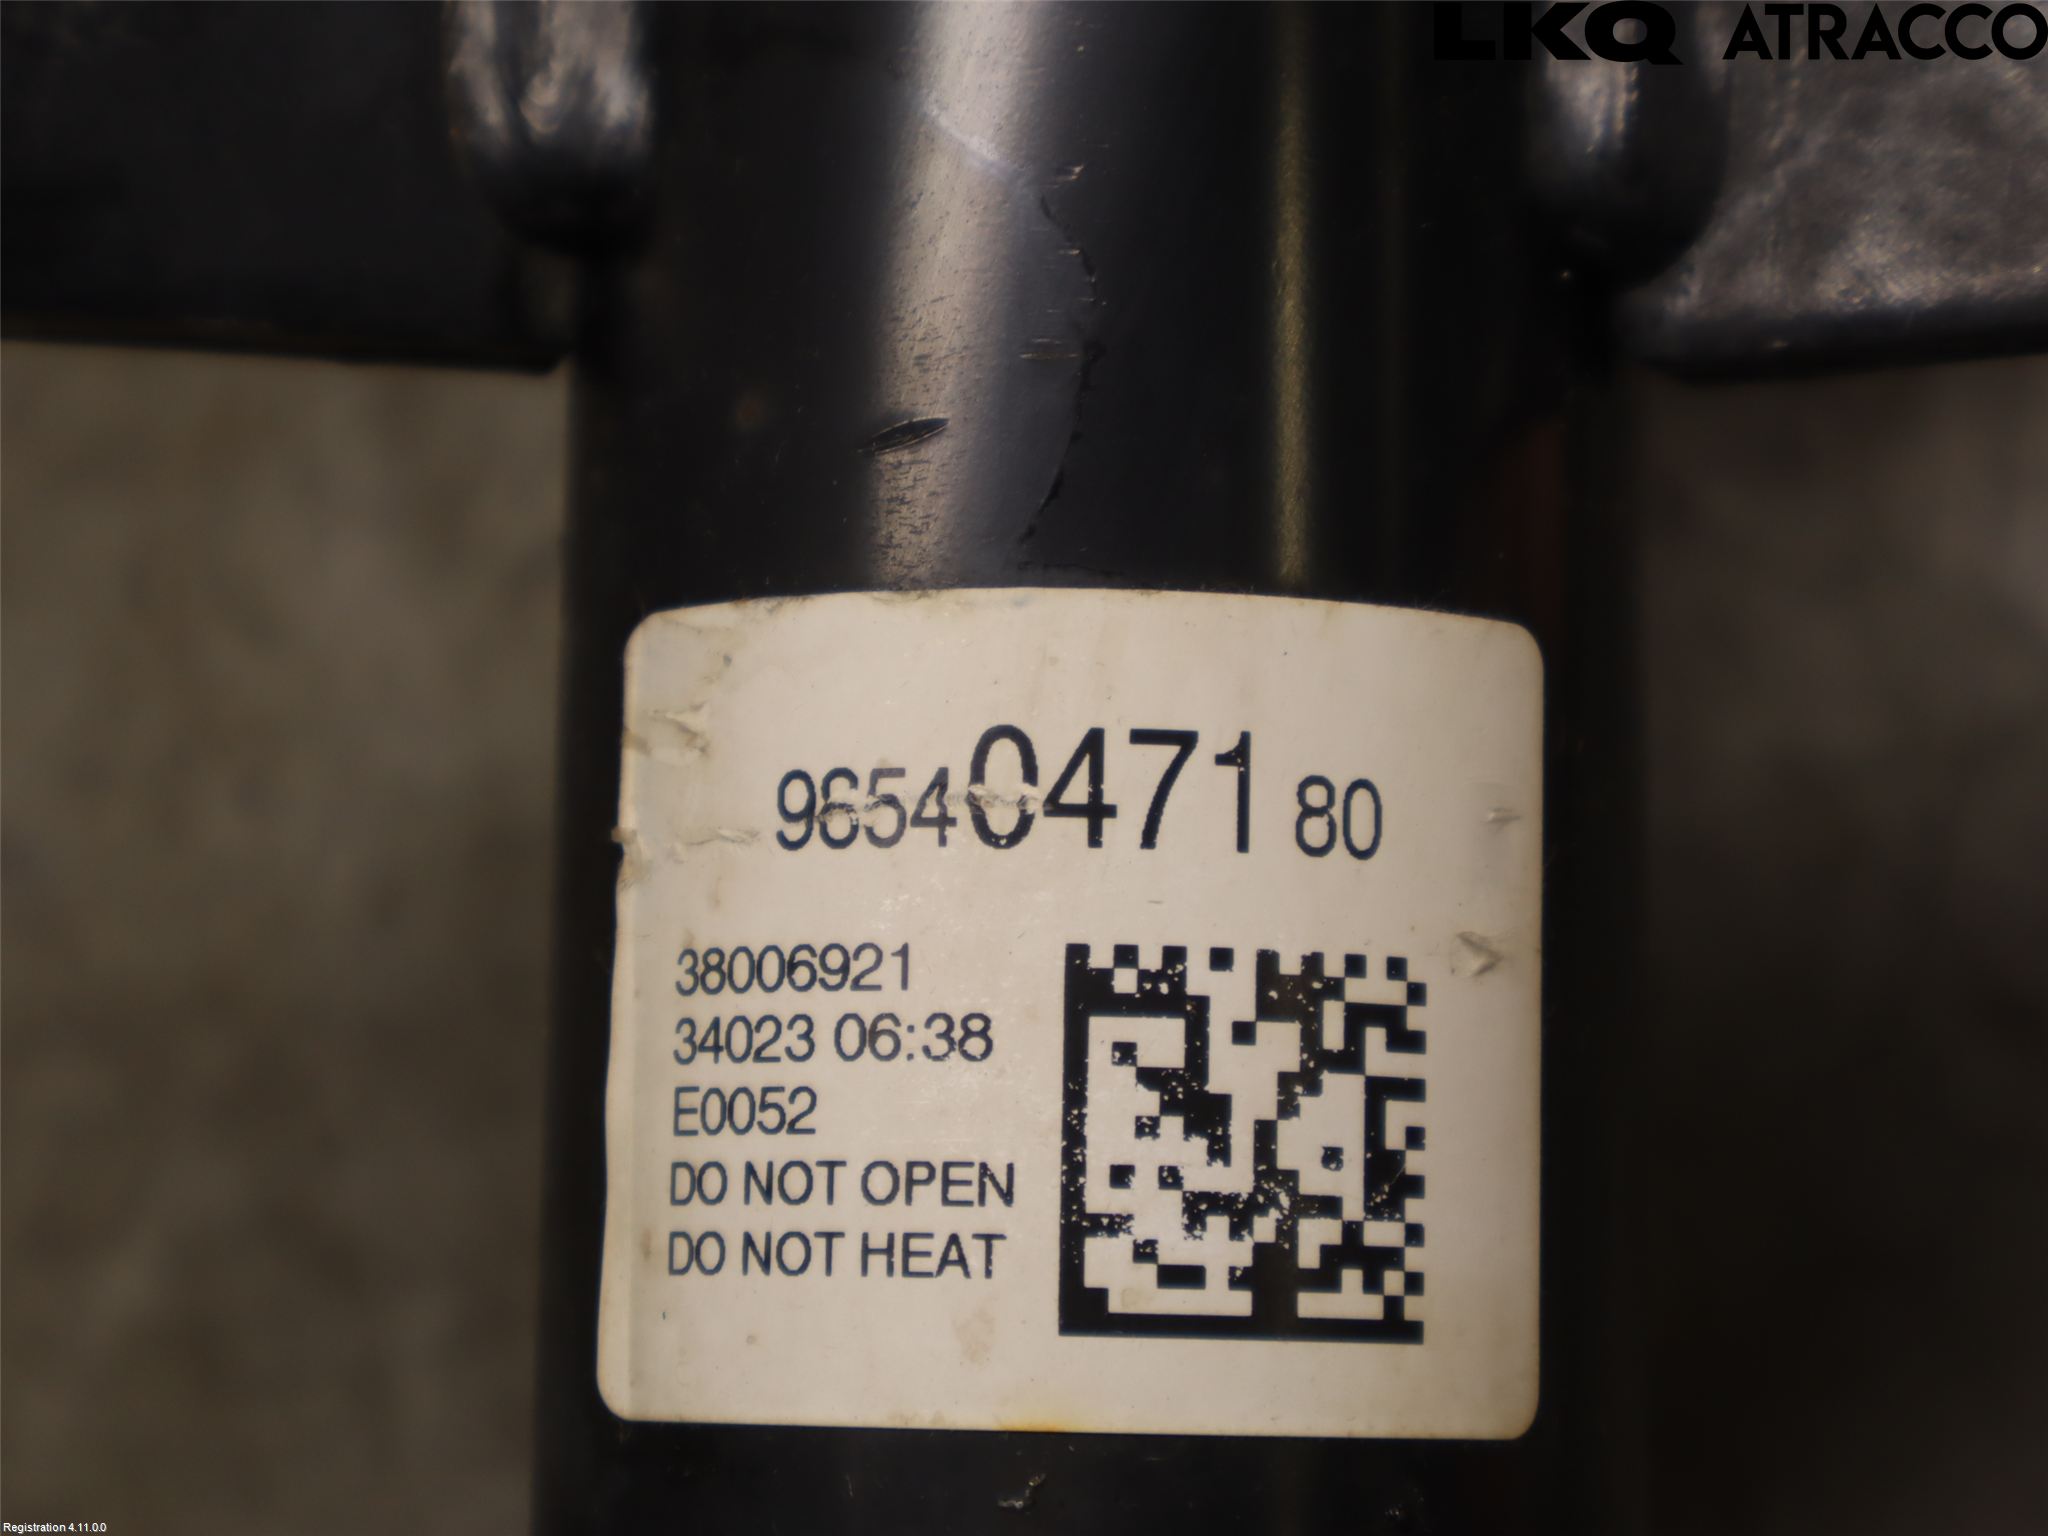 LKQ ATRACCO
9654047180
38006921
34023 06:38
E0052
DO NOT OPEN
DO NOT HEAT
Registration 4.11.0.0